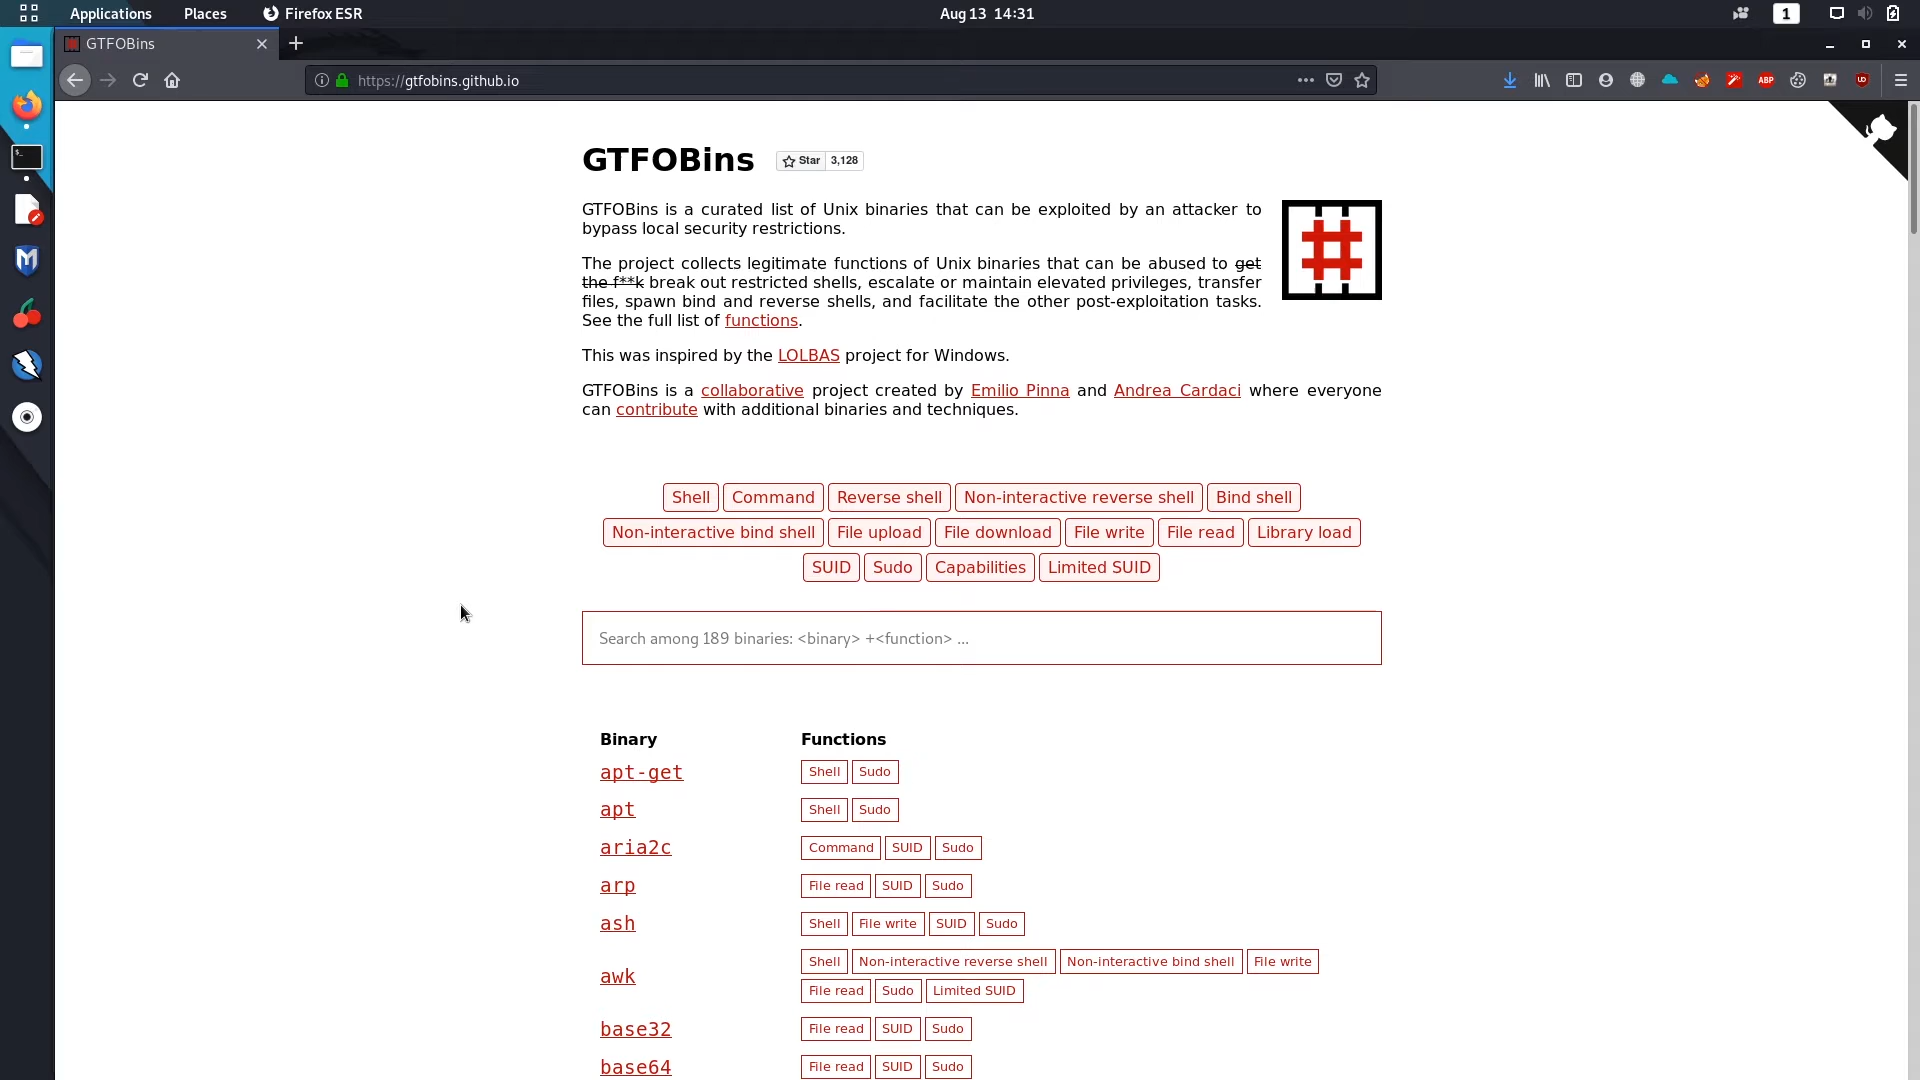 Applications Places Firefox ESR Aug 13 14:31 1
GTFOBins
https://gtfobins.github.io ABP
GTFOBins Star 3,128
GTFOBins is a curated list of Unix binaries that can be exploited by an attacker to
bypass local security restrictions.
The project collects legitimate functions of Unix binaries that can be abused to get
the f**k break out restricted shells, escalate or maintain elevated privileges, transfer
files, spawn bind and reverse shells, and facilitate the other post-exploitation tasks.
See the full list of functions.
This was inspired by the LOLBAS project for Windows.
GTFOBins is a collaborative project created by Emilio Pinna and Andrea Cardaci where everyone
can contribute with additional binaries and techniques.
Shell Command Reverse shell Non-interactive reverse shell Bind shell
Non-interactive bind shell File upload File download File write File read Library load
SUID Sudo Capabilities Limited SUID
Search among 189 binaries: <binary> +<function> ...
Binary Functions
apt-get Shell Sudo
apt Shell Sudo
aria2c Command SUID Sudo
arp File read SUID Sudo
ash Shell File write SUID Sudo
awk Shell Non-interactive reverse shell Non-interactive bind shell File write
File read Sudo Limited SUID
base32 File read SUID Sudo
base64 File read SUID Sudo